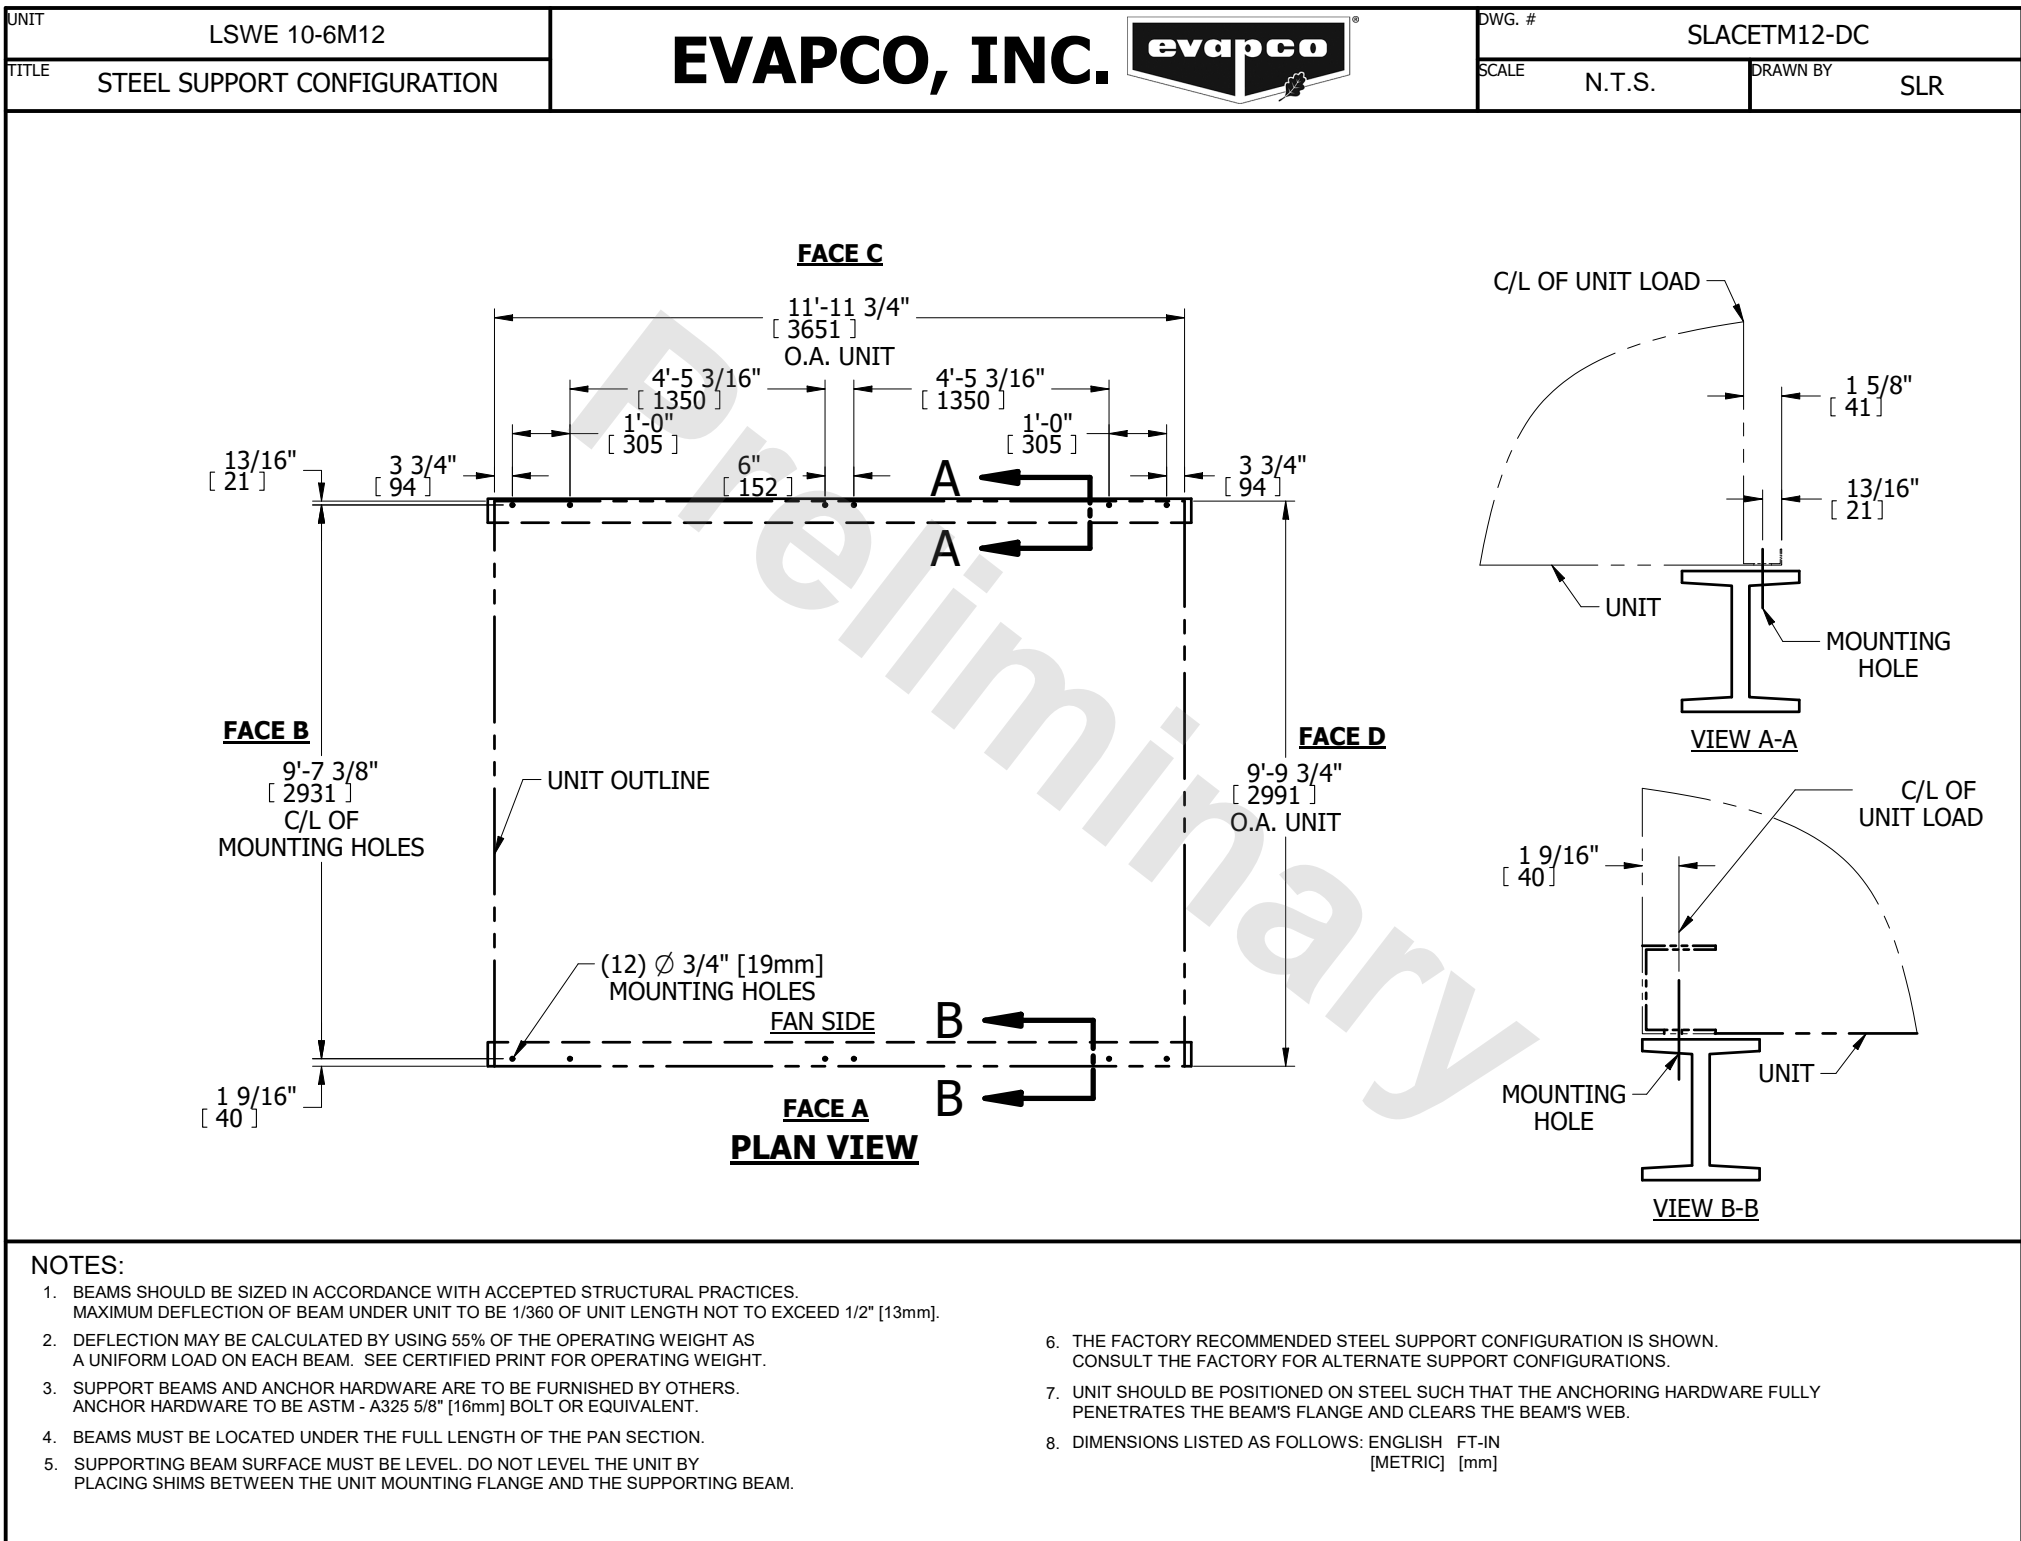 UNIT
LSWE 10-6M12
TITLE
STEEL SUPPORT CONFIGURATION
EVAPCO, INC.
evapco
®
DWG. #
SLACETM12-DC
SCALE
N.T.S.
DRAWN BY
SLR
FACE C
11'-11 3/4"
[ 3651 ]
O.A. UNIT
4'-5 3/16"
[ 1350 ]
4'-5 3/16"
[ 1350 ]
1'-0"
[ 305 ]
1'-0"
[ 305 ]
13/16"
[ 21 ]
3 3/4"
[ 94 ]
6"
[ 152 ]
3 3/4"
[ 94 ]
A
A
FACE B
9'-7 3/8"
[ 2931 ]
C/L OF
MOUNTING HOLES
UNIT OUTLINE
FACE D
9'-9 3/4"
[ 2991 ]
O.A. UNIT
(12) Ø 3/4" [19mm]
MOUNTING HOLES
FAN SIDE
B
B
1 9/16"
[ 40 ]
FACE A
PLAN VIEW
Preliminary
C/L OF UNIT LOAD
1 5/8"
[ 41 ]
13/16"
[ 21 ]
UNIT
MOUNTING
HOLE
VIEW A-A
C/L OF
UNIT LOAD
1 9/16"
[ 40 ]
UNIT
MOUNTING
HOLE
VIEW B-B
NOTES:
1. BEAMS SHOULD BE SIZED IN ACCORDANCE WITH ACCEPTED STRUCTURAL PRACTICES.
MAXIMUM DEFLECTION OF BEAM UNDER UNIT TO BE 1/360 OF UNIT LENGTH NOT TO EXCEED 1/2" [13mm].
2. DEFLECTION MAY BE CALCULATED BY USING 55% OF THE OPERATING WEIGHT AS
A UNIFORM LOAD ON EACH BEAM. SEE CERTIFIED PRINT FOR OPERATING WEIGHT.
3. SUPPORT BEAMS AND ANCHOR HARDWARE ARE TO BE FURNISHED BY OTHERS.
ANCHOR HARDWARE TO BE ASTM - A325 5/8" [16mm] BOLT OR EQUIVALENT.
4. BEAMS MUST BE LOCATED UNDER THE FULL LENGTH OF THE PAN SECTION.
5. SUPPORTING BEAM SURFACE MUST BE LEVEL. DO NOT LEVEL THE UNIT BY
PLACING SHIMS BETWEEN THE UNIT MOUNTING FLANGE AND THE SUPPORTING BEAM.
6. THE FACTORY RECOMMENDED STEEL SUPPORT CONFIGURATION IS SHOWN.
CONSULT THE FACTORY FOR ALTERNATE SUPPORT CONFIGURATIONS.
7. UNIT SHOULD BE POSITIONED ON STEEL SUCH THAT THE ANCHORING HARDWARE FULLY
PENETRATES THE BEAM'S FLANGE AND CLEARS THE BEAM'S WEB.
8. DIMENSIONS LISTED AS FOLLOWS: ENGLISH FT-IN
[METRIC] [mm]